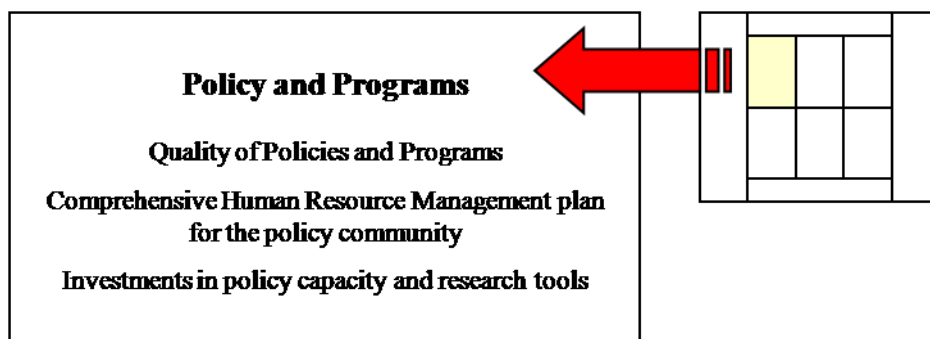 Policy and Programs
Quality of Policies and Programs
Comprehensive Human Resource Management plan
for the policy community
Investments in policy capacity and research tools